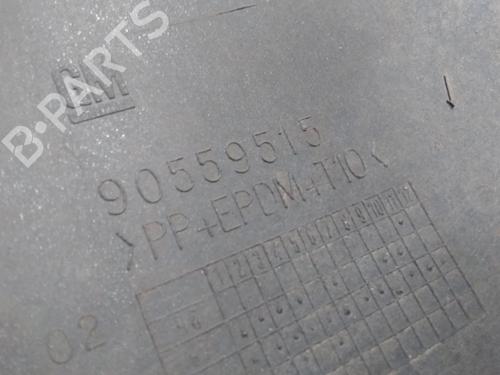 GM
90559515
>PP+EPDM+T10<
1 2 3 4 5 6 7 8 9 10 11 12
02
B-PARTS